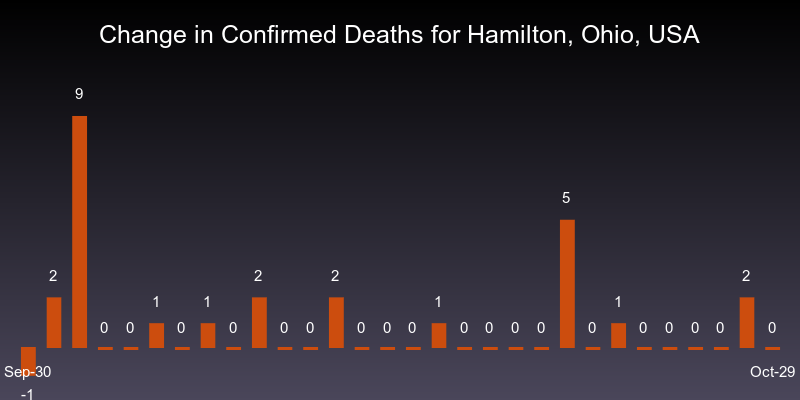 Change in Confirmed Deaths for Hamilton, Ohio, USA
9
5
2 2 2 2
1 1 1 1
0 0 0 0 0 0 0 0 0 0 0 0 0 0 0 0 0 0 0
Sep-30 Oct-29
-1